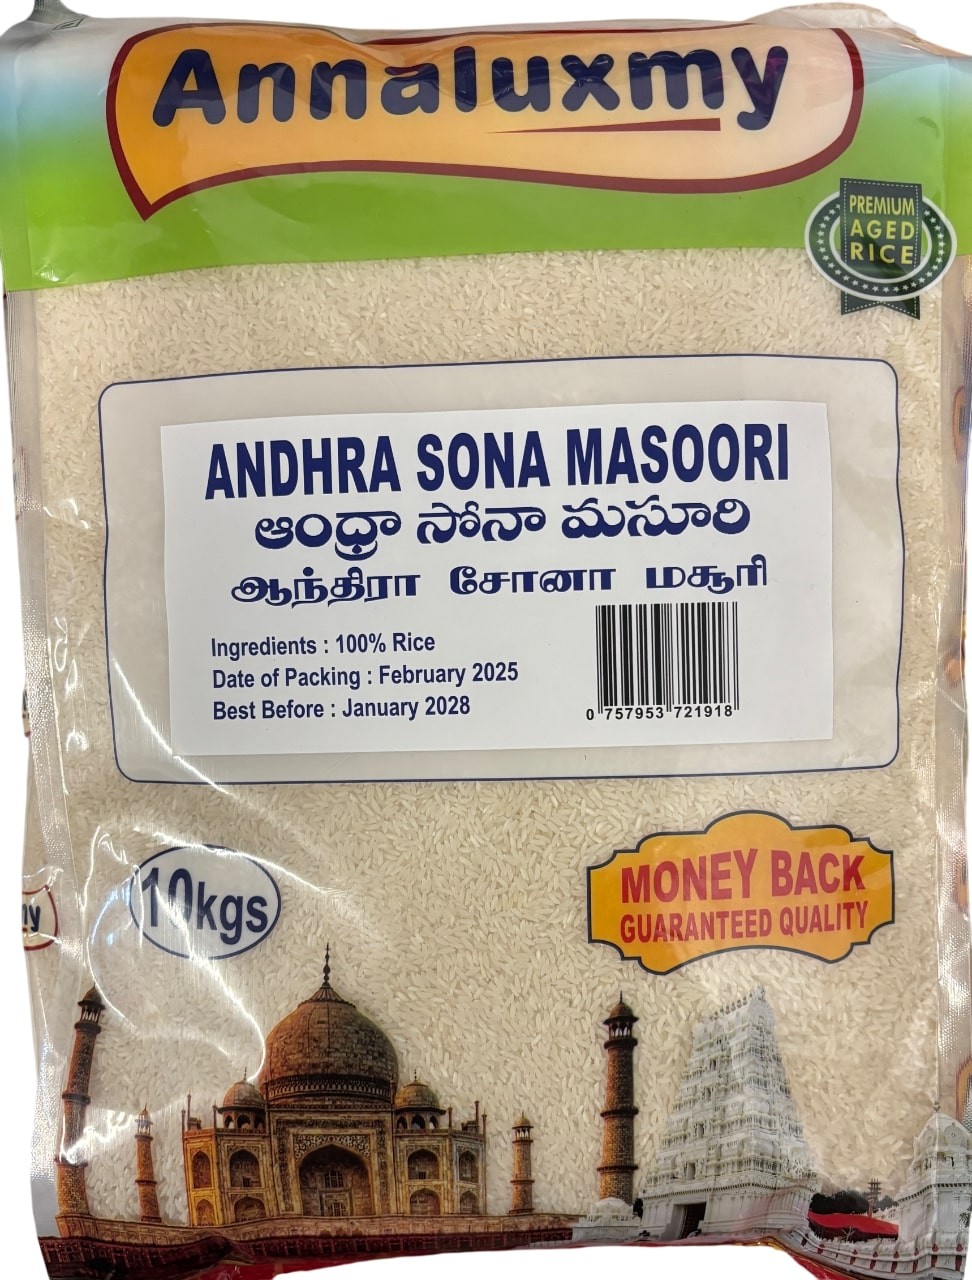 Annaluxmy
PREMIUM
AGED
RICE
ANDHRA SONA MASOORI
ఆంధ్రా సోనా మసూరి
ஆந்திரா சோனா மசூரி
Ingredients : 100% Rice
Date of Packing : February 2025
Best Before : January 2028
0 757953 721918
10kgs
MONEY BACK
GUARANTEED QUALITY